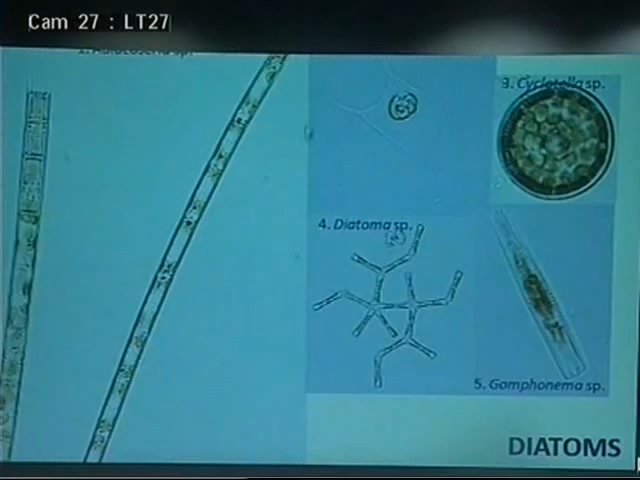 Cam 27 : LT27
3. Cyclotella sp.
4. Diatoma sp.
5. Gomphonema sp.
DIATOMS